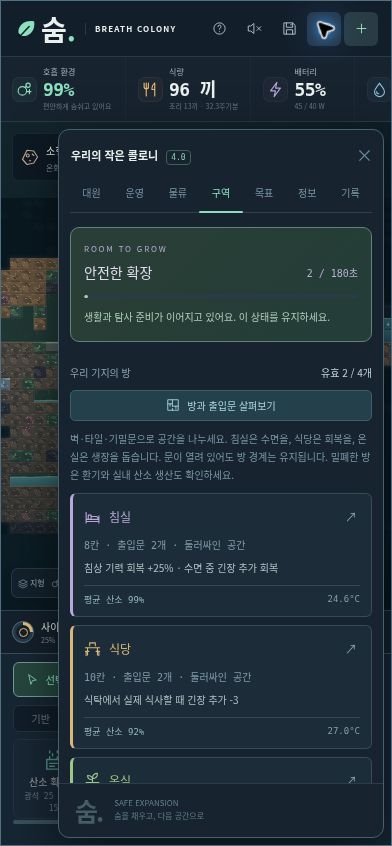 숨.
BREATH COLONY
호흡 환경
99%
편안하게 숨쉬고 있어요
식량
96 끼
조리 13끼 · 32.3주기분
배터리
55%
45 / 40 W
우리의 작은 콜로니 4.0
대원 운영 물류 구역 목표 정보 기록
ROOM TO GROW
안전한 확장
2 / 180초
생활과 탐사 준비가 이어지고 있어요. 이 상태를 유지하세요.
우리 기지의 방
유효 2 / 4개
방과 출입문 살펴보기
벽·타일·기밀문으로 공간을 나누세요. 침실은 수면을, 식당은 회복을, 온
실은 생장을 돕습니다. 문이 열려 있어도 방 경계는 유지됩니다. 밀폐한 방
은 환기와 실내 산소 생산도 확인하세요.
침실 ↗
8칸 · 출입문 2개 · 둘러싸인 공간
침상 기력 회복 +25% · 수면 중 긴장 추가 회복
평균 산소 99%
24.6°C
식당 ↗
10칸 · 출입문 2개 · 둘러싸인 공간
식탁에서 실제 식사할 때 긴장 추가 -3
평균 산소 92%
27.0°C
온실 ↗
지형
사이
25%
기반
산소 확
광석 25
15
숨.
SAFE EXPANSION
숨을 채우고, 다음 공간으로